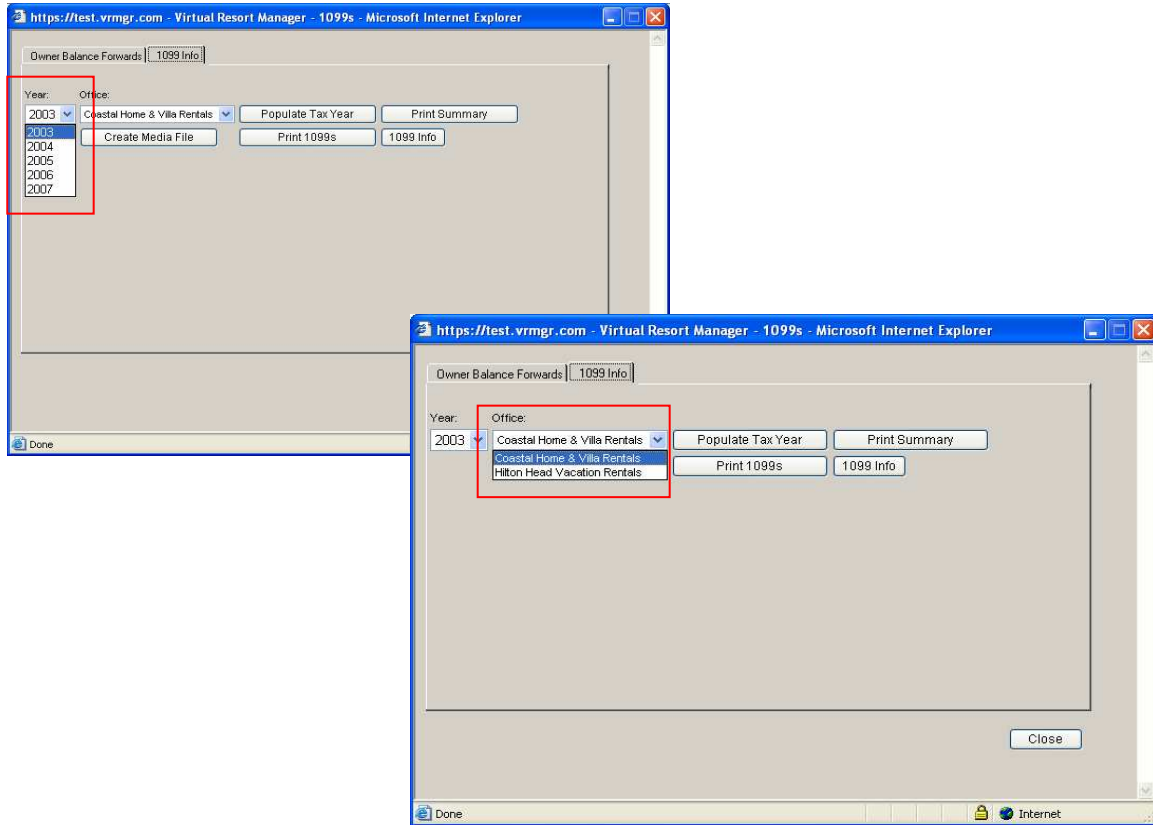 https://test.vrmgr.com - Virtual Resort Manager - 1099s - Microsoft Internet Explorer
Owner Balance Forwards 1099 Info
Year: Office:
2003 Coastal Home & Villa Rentals Populate Tax Year Print Summary
2003 Create Media File Print 1099s 1099 Info
2004
2005
2006
2007
Done
https://test.vrmgr.com - Virtual Resort Manager - 1099s - Microsoft Internet Explorer
Owner Balance Forwards 1099 Info
Year: Office:
2003 Coastal Home & Villa Rentals Populate Tax Year Print Summary
Coastal Home & Villa Rentals Print 1099s 1099 Info
Hilton Head Vacation Rentals
Close
Done Internet